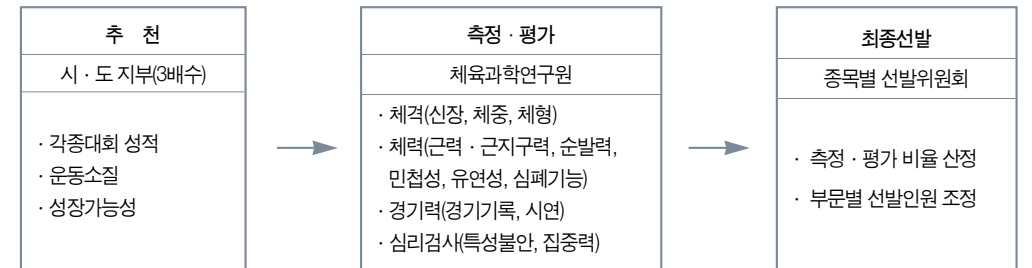 추 천
시 · 도 지부(3배수)
· 각종대회 성적
· 운동소질
· 성장가능성
측정 · 평가
체육과학연구원
· 체격(신장, 체중, 체형)
· 체력(근력 · 근지구력, 순발력,
민첩성, 유연성, 심폐기능)
· 경기력(경기기록, 시연)
· 심리검사(특성불안, 집중력)
최종선발
종목별 선발위원회
· 측정 · 평가 비율 산정
· 부문별 선발인원 조정